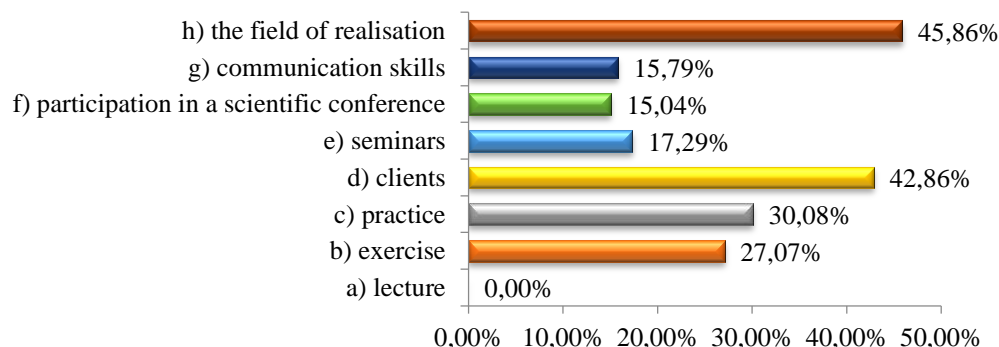 h) the field of realisation 45,86%
g) communication skills 15,79%
f) participation in a scientific conference 15,04%
e) seminars 17,29%
d) clients 42,86%
c) practice 30,08%
b) exercise 27,07%
a) lecture 0,00%
0,00% 10,00% 20,00% 30,00% 40,00% 50,00%